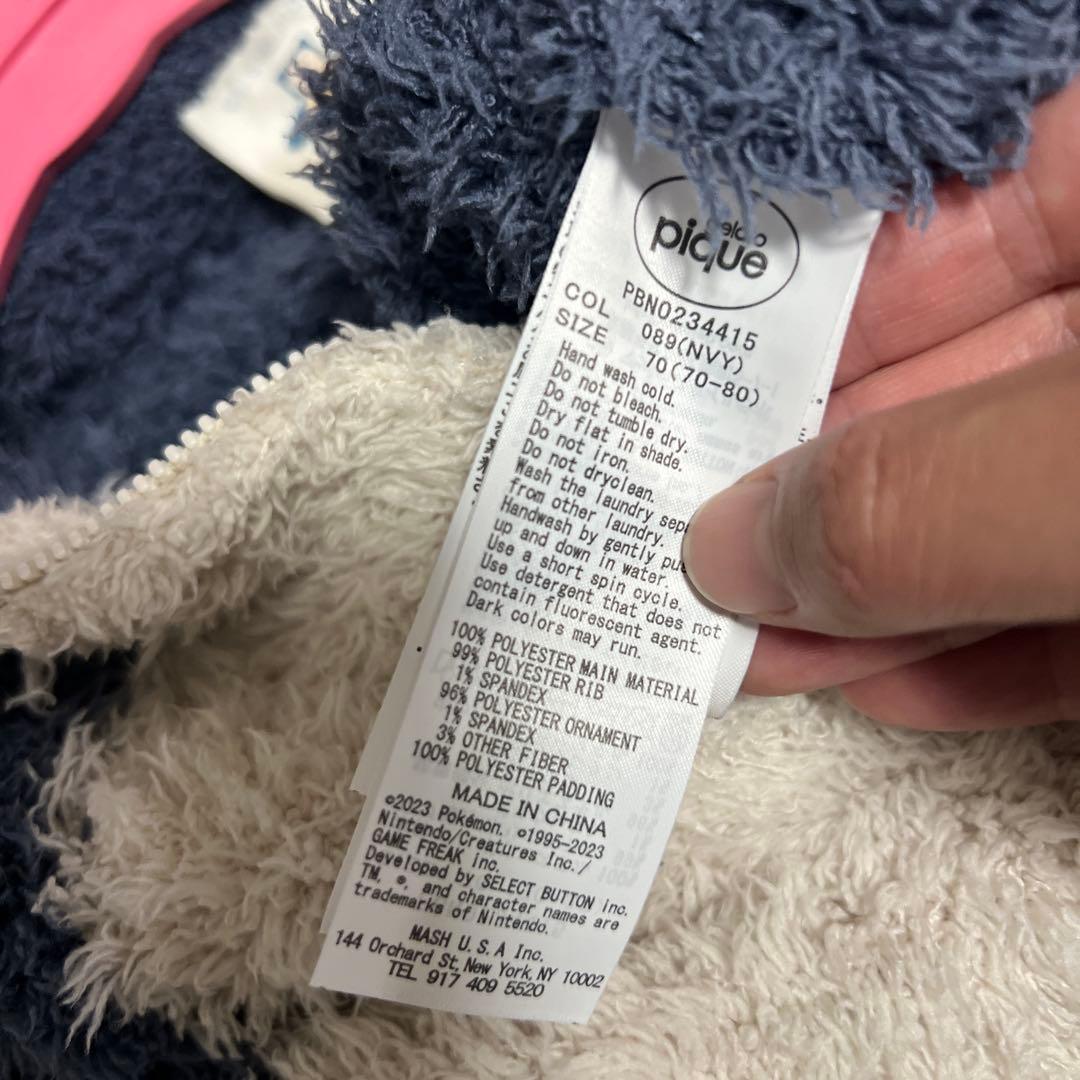 pique
PBN0234415
COL 089(NVY)
SIZE 70(70-80)
Hand wash cold.
Do not bleach.
Do not tumble dry.
Dry flat in shade.
Do not iron.
Do not dryclean.
Wash the laundry
from other laundry.
Handwash by gently
up and down in water.
Use a short spin cycle.
Use detergent that does not
contain fluorescent agent.
Dark colors may run.
100% POLYESTER MAIN MATERIAL
99% POLYESTER RIB
1% SPANDEX
96% POLYESTER ORNAMENT
1% SPANDEX
3% OTHER FIBER
100% POLYESTER PADDING
MADE IN CHINA
©2023 Pokémon. ©1995-2023
Nintendo/Creatures Inc./
GAME FREAK inc.
Developed by SELECT BUTTON inc.
TM, ®, and character names are
trademarks of Nintendo.
MASH U.S.A Inc.
144 Orchard St, New York, NY 10002
TEL 917 409 5520